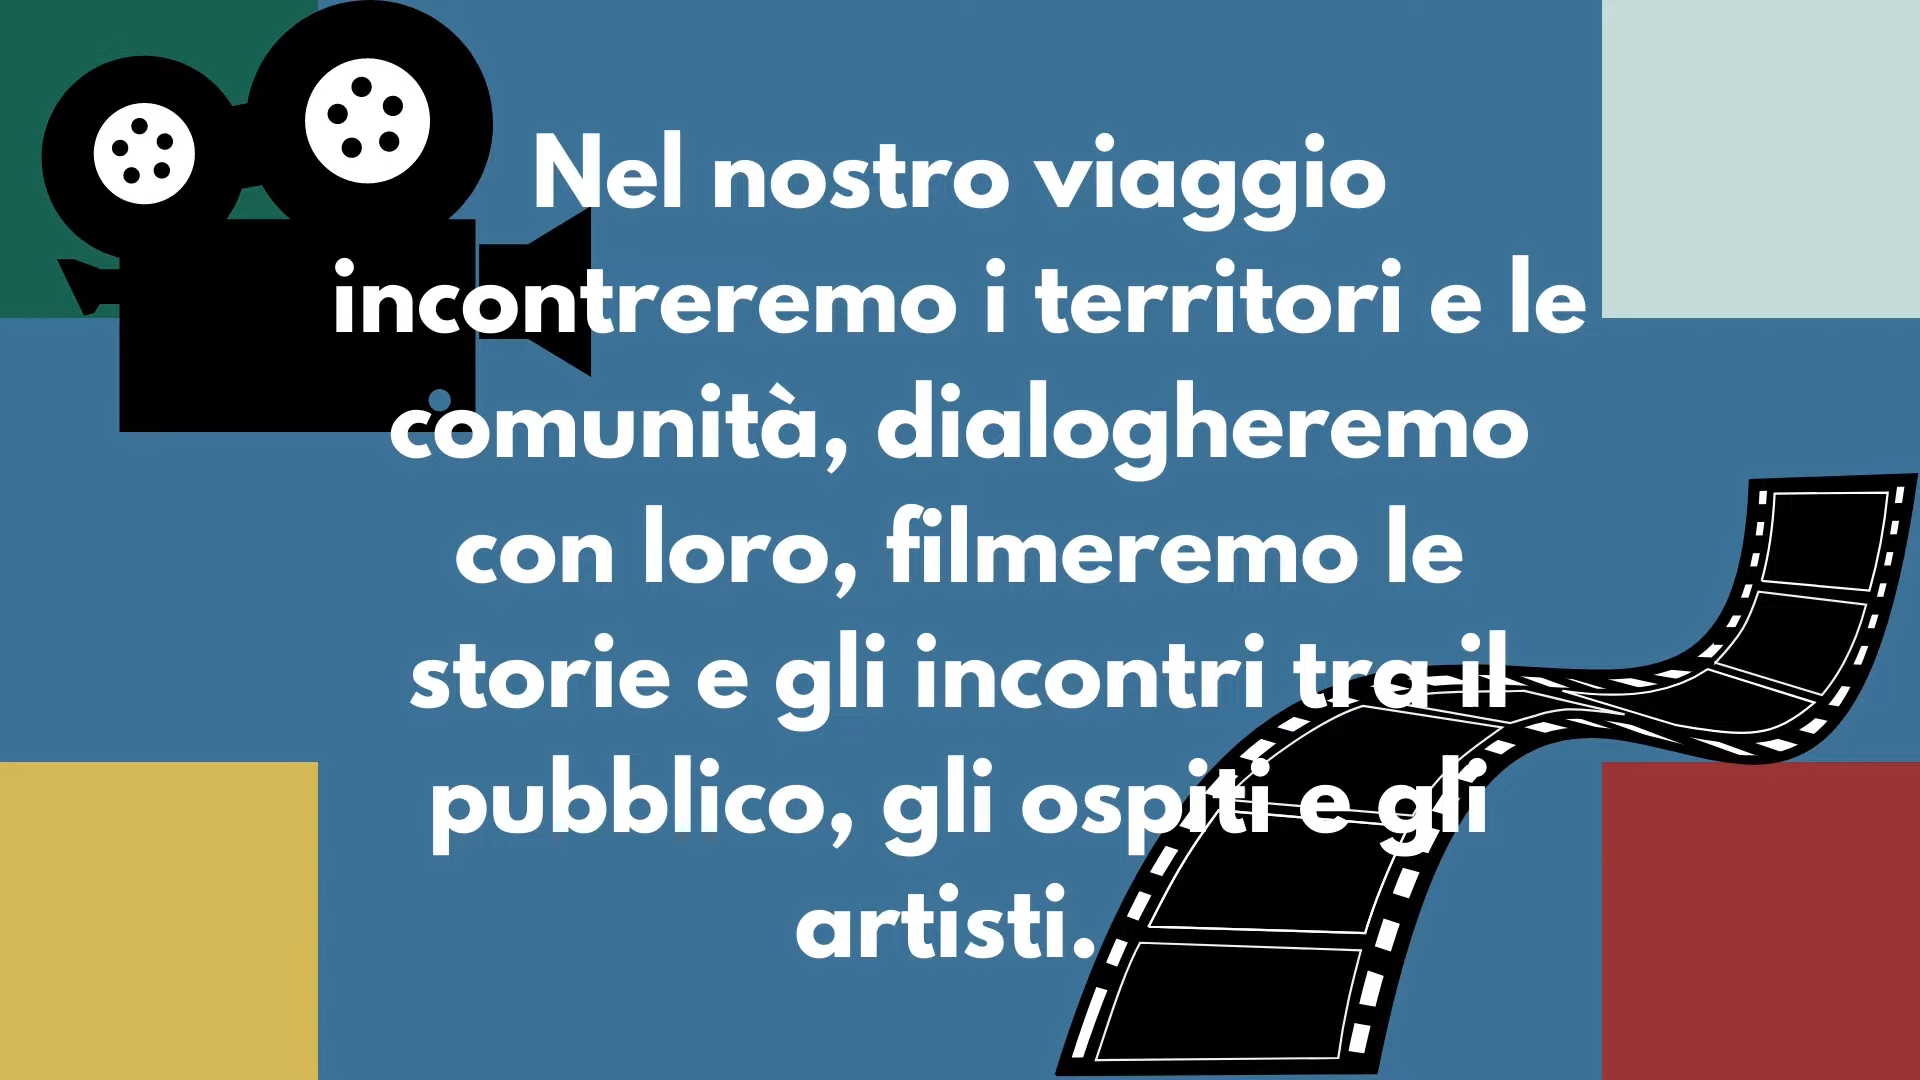 Nel nostro viaggio
incontreremo i territori e le
comunità, dialogheremo
con loro, filmeremo le
storie e gli incontri tra il
pubblico, gli ospiti e gli
artisti.